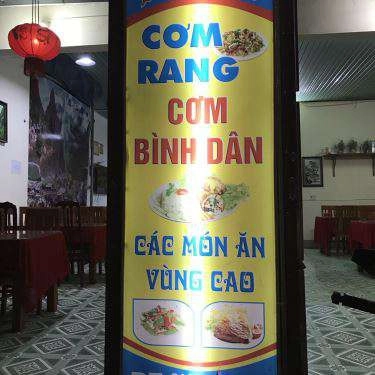 CƠM
RANG
CƠM
BÌNH DÂN
CÁC MÓN ĂN
VÙNG CAO